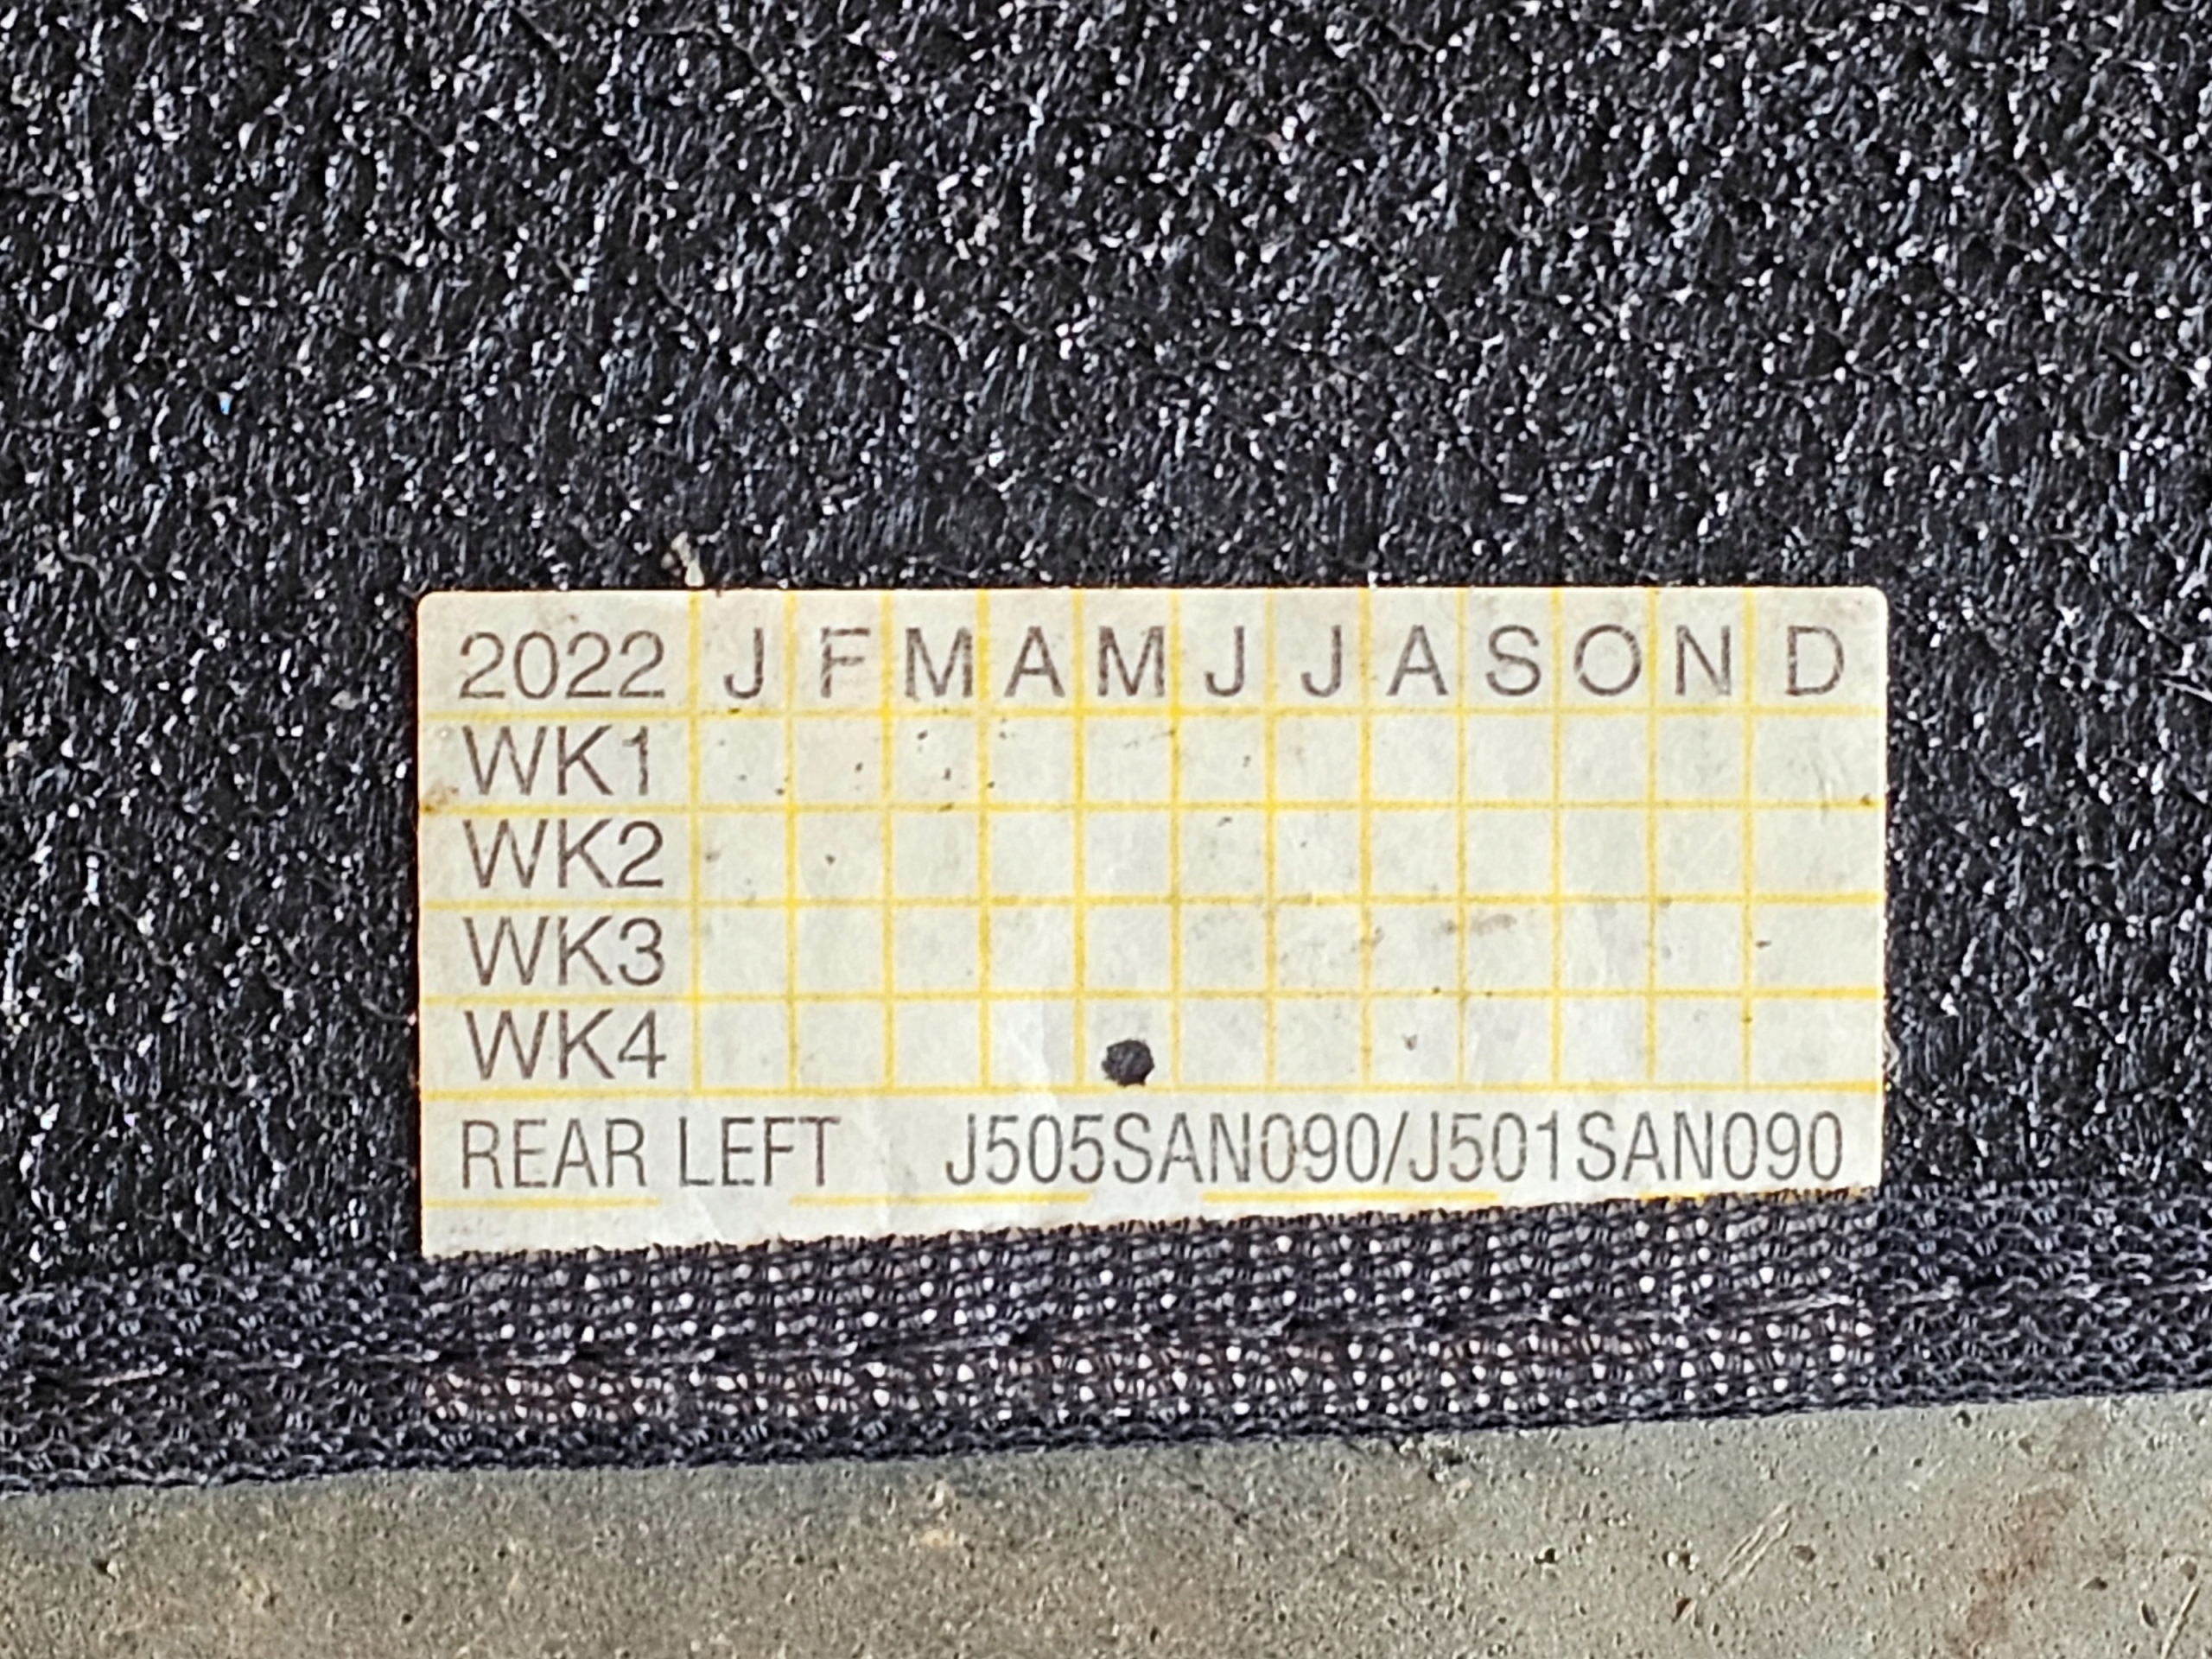 2022 J F M A M J J A S O N D
WK1
WK2
WK3
WK4
REAR LEFT J505SAN090/J501SAN090